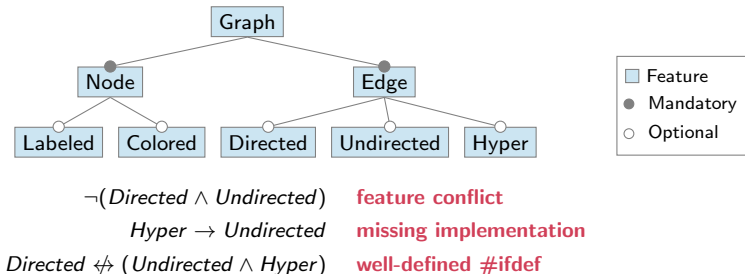 Graph
Node Edge
Feature
Mandatory
Optional
Labeled Colored Directed Undirected Hyper
¬(Directed ∧ Undirected) feature conflict
Hyper → Undirected missing implementation
Directed ↮ (Undirected ∧ Hyper) well-defined #ifdef